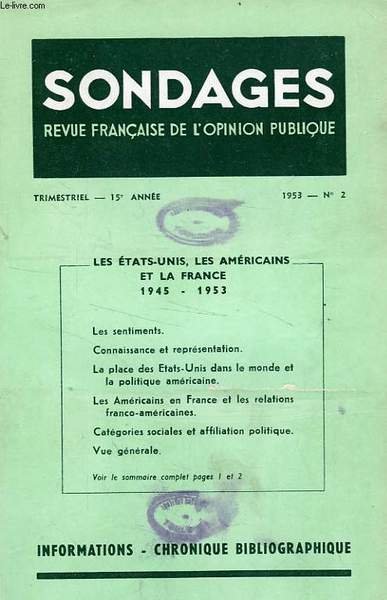 Le-livre.com
SONDAGES
REVUE FRANÇAISE DE L'OPINION PUBLIQUE
TRIMESTRIEL — 15e ANNÉE 1953 — No 2
LES ÉTATS-UNIS, LES AMÉRICAINS
ET LA FRANCE
1945 - 1953
Les sentiments.
Connaissance et représentation.
La place des Etats-Unis dans le monde et
la politique américaine.
Les Américains en France et les relations
franco-américaines.
Catégories sociales et affiliation politique.
Vue générale.
Voir le sommaire complet pages 1 et 2
INFORMATIONS - CHRONIQUE BIBLIOGRAPHIQUE